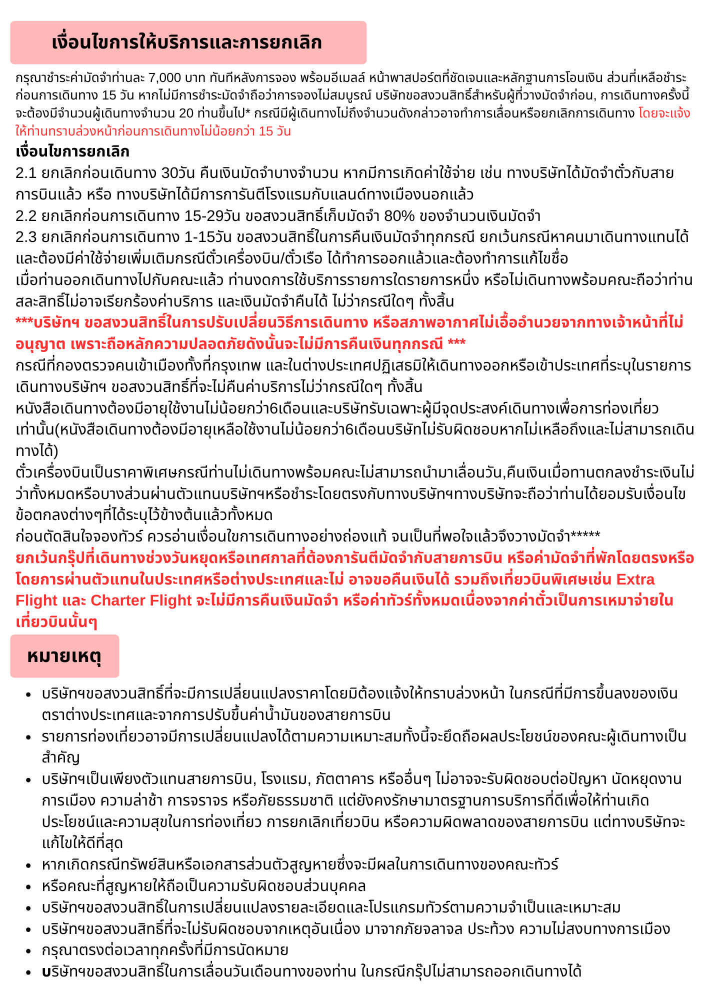 เงื่อนไขการให้บริการและการยกเลิก
กรุณาชำระค่ามัดจำท่านละ 7,000 บาท ทันทีหลังการจอง พร้อมอีเมลล์ หน้าพาสปอร์ตที่ชัดเจนและหลักฐานการโอนเงิน ส่วนที่เหลือชำระ
ก่อนการเดินทาง 15 วัน หากไม่มีการชำระมัดจำถือว่าการจองไม่สมบูรณ์ บริษัทขอสงวนสิทธิ์สำหรับผู้ที่วางมัดจำก่อน, การเดินทางครั้งนี้
จะต้องมีจำนวนผู้เดินทางจำนวน 20 ท่านขึ้นไป* กรณีมีผู้เดินทางไม่ถึงจำนวนดังกล่าวอาจทำการเลื่อนหรือยกเลิกการเดินทาง โดยจะแจ้ง
ให้ท่านทราบล่วงหน้าก่อนการเดินทางไม่น้อยกว่า 15 วัน
เงื่อนไขการยกเลิก
2.1 ยกเลิกก่อนเดินทาง 30วัน คืนเงินมัดจำบางจำนวน หากมีการเกิดค่าใช้จ่าย เช่น ทางบริษัทได้มัดจำตั๋วกับสาย
การบินแล้ว หรือ ทางบริษัทได้มีการการันตีโรงแรมกับแลนด์ทางเมืองนอกแล้ว
2.2 ยกเลิกก่อนการเดินทาง 15-29วัน ขอสงวนสิทธิ์เก็บมัดจำ 80% ของจำนวนเงินมัดจำ
2.3 ยกเลิกก่อนการเดินทาง 1-15วัน ขอสงวนสิทธิ์ในการคืนเงินมัดจำทุกกรณี ยกเว้นกรณีหาคนมาเดินทางแทนได้
และต้องมีค่าใช้จ่ายเพิ่มเติมกรณีตั๋วเครื่องบิน/ตั๋วเรือ ได้ทำการออกแล้วและต้องทำการแก้ไขชื่อ
เมื่อท่านออกเดินทางไปกับคณะแล้ว ท่านงดการใช้บริการรายการใดรายการหนึ่ง หรือไม่เดินทางพร้อมคณะถือว่าท่าน
สละสิทธิ์ไม่อาจเรียกร้องค่าบริการ และเงินมัดจำคืนได้ ไม่ว่ากรณีใดๆ ทั้งสิ้น
***บริษัทฯ ขอสงวนสิทธิ์ในการปรับเปลี่ยนวิธีการเดินทาง หรือสภาพอากาศไม่เอื้ออำนวยจากทางเจ้าหน้าที่ไม่
อนุญาต เพราะถือหลักความปลอดภัยดังนั้นจะไม่มีการคืนเงินทุกกรณี ***
กรณีที่กองตรวจคนเข้าเมืองทั้งที่กรุงเทพ และในต่างประเทศปฏิเสธมิให้เดินทางออกหรือเข้าประเทศที่ระบุในรายการ
เดินทางบริษัทฯ ขอสงวนสิทธิ์ที่จะไม่คืนค่าบริการไม่ว่ากรณีใดๆ ทั้งสิ้น
หนังสือเดินทางต้องมีอายุใช้งานไม่น้อยกว่า6เดือนและบริษัทรับเฉพาะผู้มีจุดประสงค์เดินทางเพื่อการท่องเที่ยว
เท่านั้น(หนังสือเดินทางต้องมีอายุเหลือใช้งานไม่น้อยกว่า6เดือนบริษัทไม่รับผิดชอบหากไม่เหลือถึงและไม่สามารถเดิน
ทางได้)
ตั๋วเครื่องบินเป็นราคาพิเศษกรณีท่านไม่เดินทางพร้อมคณะไม่สามารถนำมาเลื่อนวัน,คืนเงินเมื่อทานตกลงชำระเงินไม่
ว่าทั้งหมดหรือบางส่วนผ่านตัวแทนบริษัทฯหรือชำระโดยตรงกับทางบริษัทฯทางบริษัทจะถือว่าท่านได้ยอมรับเงื่อนไข
ข้อตกลงต่างๆที่ได้ระบุไว้ข้างต้นแล้วทั้งหมด
ก่อนตัดสินใจจองทัวร์ ควรอ่านเงื่อนใขการเดินทางอย่างถ่องแท้ จนเป็นที่พอใจแล้วจึงวางมัดจำ*****
ยกเว้นกรุ๊ปที่เดินทางช่วงวันหยุดหรือเทศกาลที่ต้องการันตีมัดจำกับสายการบิน หรือค่ามัดจำที่พักโดยตรงหรือ
โดยการผ่านตัวแทนในประเทศหรือต่างประเทศและไม่ อาจขอคืนเงินได้ รวมถึงเที่ยวบินพิเศษเช่น Extra
Flight และ Charter Flight จะไม่มีการคืนเงินมัดจำ หรือค่าทัวร์ทั้งหมดเนื่องจากค่าตั๋วเป็นการเหมาจ่ายใน
เที่ยวบินนั้นๆ
หมายเหตุ
• บริษัทฯขอสงวนสิทธิ์ที่จะมีการเปลี่ยนแปลงราคาโดยมิต้องแจ้งให้ทราบล่วงหน้า ในกรณีที่มีการขึ้นลงของเงิน
ตราต่างประเทศและจากการปรับขึ้นค่าน้ำมันของสายการบิน
• รายการท่องเที่ยวอาจมีการเปลี่ยนแปลงได้ตามความเหมาะสมทั้งนี้จะยึดถือผลประโยชน์ของคณะผู้เดินทางเป็น
สำคัญ
• บริษัทฯเป็นเพียงตัวแทนสายการบิน, โรงแรม, ภัตตาคาร หรืออื่นๆ ไม่อาจจะรับผิดชอบต่อปัญหา นัดหยุดงาน
การเมือง ความล่าช้า การจราจร หรือภัยธรรมชาติ แต่ยังคงรักษามาตรฐานการบริการที่ดีเพื่อให้ท่านเกิด
ประโยชน์และความสุขในการท่องเที่ยว การยกเลิกเที่ยวบิน หรือความผิดพลาดของสายการบิน แต่ทางบริษัทจะ
แก้ไขให้ดีที่สุด
• หากเกิดกรณีทรัพย์สินหรือเอกสารส่วนตัวสูญหายซึ่งจะมีผลในการเดินทางของคณะทัวร์
• หรือคณะที่สูญหายให้ถือเป็นความรับผิดชอบส่วนบุคคล
• บริษัทฯขอสงวนสิทธิ์ในการเปลี่ยนแปลงรายละเอียดและโปรแกรมทัวร์ตามความจำเป็นและเหมาะสม
• บริษัทฯขอสงวนสิทธิ์ที่จะไม่รับผิดชอบจากเหตุอันเนื่อง มาจากภัยจลาจล ประท้วง ความไม่สงบทางการเมือง
• กรุณาตรงต่อเวลาทุกครั้งที่มีการนัดหมาย
• บริษัทฯขอสงวนสิทธิ์ในการเลื่อนวันเดือนทางของท่าน ในกรณีกรุ๊ปไม่สามารถออกเดินทางได้